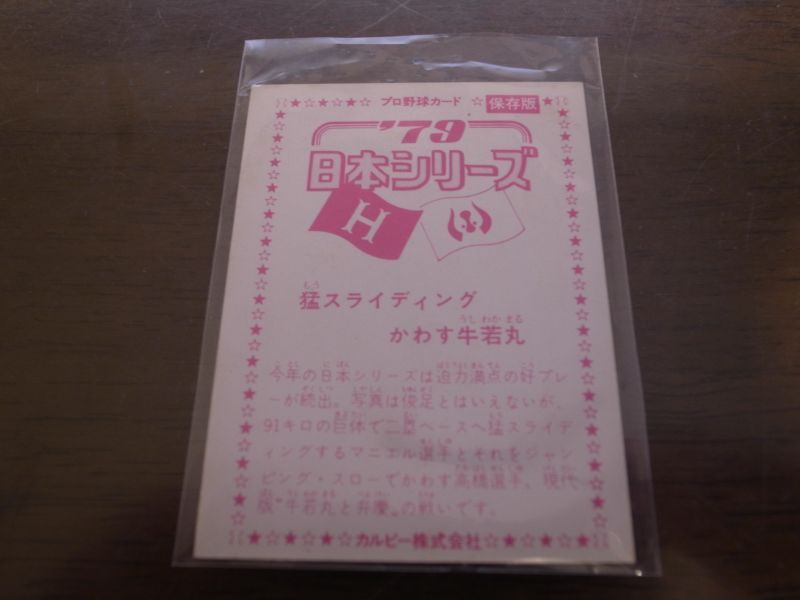 プロ野球カード 保存版
'79
日本シリーズ
H
猛スライディング
かわす牛若丸
今年の日本シリーズは迫力満点の好プレ
ーが続出。写真は俊足とはいえないが、
91キロの巨体で二塁ベースへ猛スライデ
ィングするマニエル選手とそれをジャン
ピング・スローでかわす高橋選手。現代
版"牛若丸と弁慶"の戦いです。
カルビー株式会社